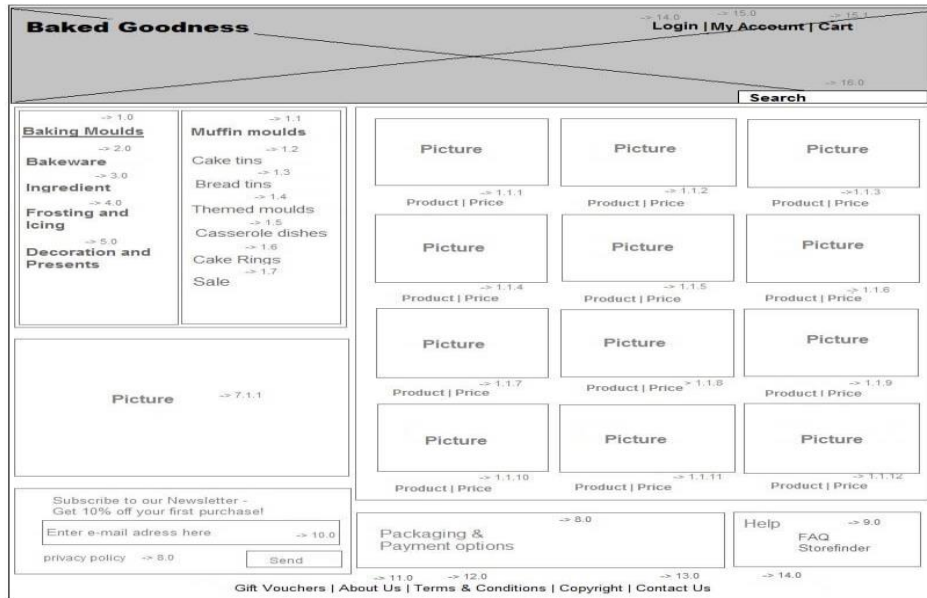 Baked Goodness
-> 14.0
-> 15.0
-> 15.1
Login | My Account | Cart
-> 16.0
Search
-> 1.0
Baking Moulds
-> 2.0
Bakeware
-> 3.0
Ingredient
-> 4.0
Frosting and
Icing
-> 5.0
Decoration and
Presents
-> 1.1
Muffin moulds
-> 1.2
Cake tins
-> 1.3
Bread tins
-> 1.4
Themed moulds
-> 1.5
Casserole dishes
-> 1.6
Cake Rings
-> 1.7
Sale
Picture
Picture
Picture
-> 1.1.1
-> 1.1.2
->1.1.3
Product | Price
Product | Price
Product | Price
Picture
Picture
Picture
-> 1.1.4
-> 1.1.5
-> 1.1.6
Product | Price
Product | Price
Product | Price
Picture
Picture
Picture
-> 1.1.7
> 1.1.8
-> 1.1.9
Product | Price
Product | Price
Product | Price
Picture
Picture
Picture
-> 1.1.10
-> 1.1.11
-> 1.1.12
Product | Price
Product | Price
Product | Price
Picture
-> 7.1.1
Subscribe to our Newsletter -
Get 10% off your first purchase!
Enter e-mail adress here
-> 10.0
privacy policy -> 8.0
Send
-> 8.0
Packaging &
Payment options
Help
-> 9.0
FAQ
Storefinder
-> 11.0
-> 12.0
-> 13.0
-> 14.0
Gift Vouchers | About Us | Terms & Conditions | Copyright | Contact Us